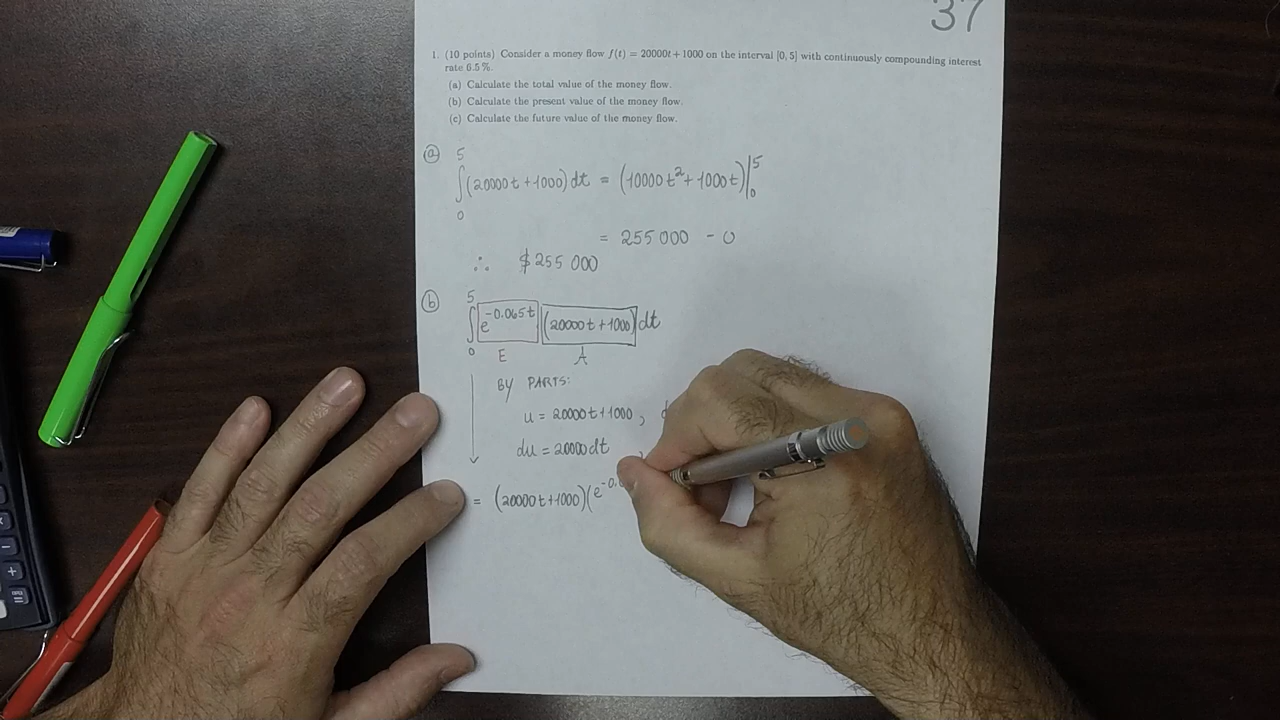 37
1. (10 points) Consider a money flow f(t) = 20000t + 1000 on the interval [0, 5] with continuously compounding interest
rate 6.5%.
(a) Calculate the total value of the money flow.
(b) Calculate the present value of the money flow.
(c) Calculate the future value of the money flow.
ⓐ ∫₀⁵ (20000t + 1000) dt = (10000t² + 1000t)|₀⁵
= 255 000 - 0
∴ $255 000
ⓑ ∫₀⁵ e^-0.065t (20000t + 1000) dt
E A
BY PARTS:
u = 20000t + 1000 ,
du = 20000dt
= (20000t+1000)(e^-0.